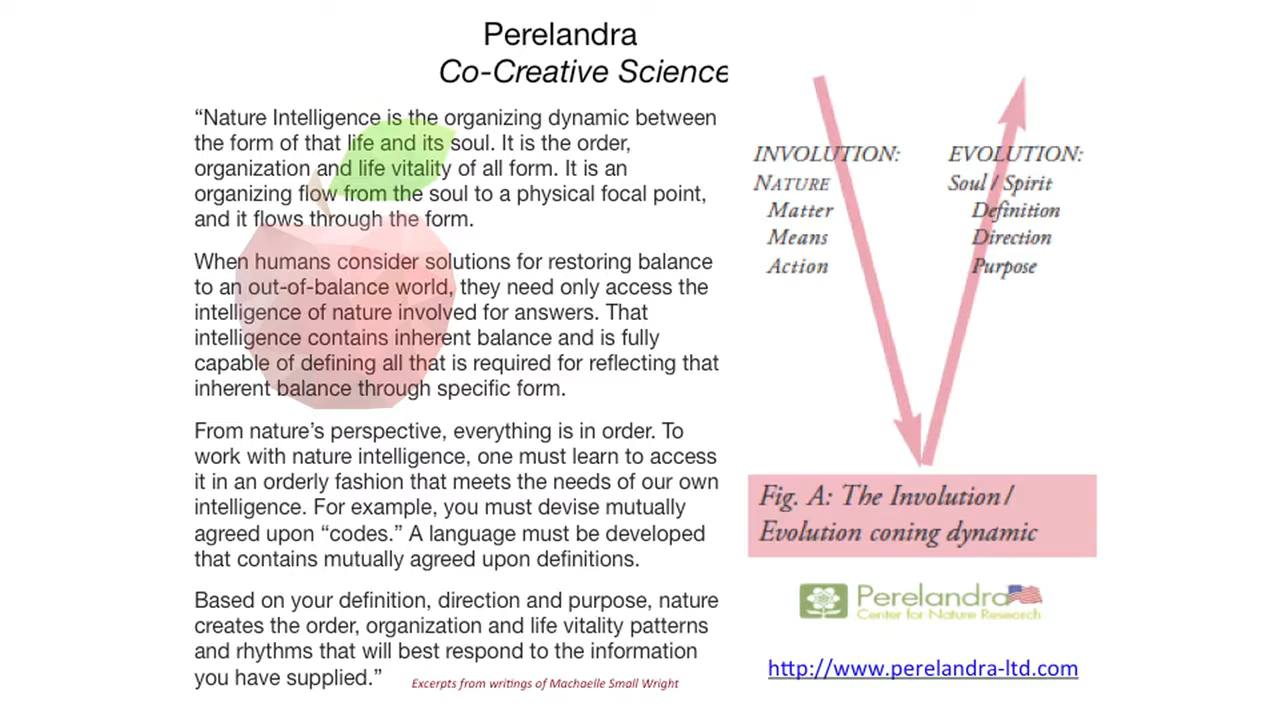 Perelandra
Co-Creative Science
“Nature Intelligence is the organizing dynamic between
the form of that life and its soul. It is the order,
organization and life vitality of all form. It is an
organizing flow from the soul to a physical focal point,
and it flows through the form.
When humans consider solutions for restoring balance
to an out-of-balance world, they need only access the
intelligence of nature involved for answers. That
intelligence contains inherent balance and is fully
capable of defining all that is required for reflecting that
inherent balance through specific form.
From nature’s perspective, everything is in order. To
work with nature intelligence, one must learn to access
it in an orderly fashion that meets the needs of our own
intelligence. For example, you must devise mutually
agreed upon “codes.” A language must be developed
that contains mutually agreed upon definitions.
Based on your definition, direction and purpose, nature
creates the order, organization and life vitality patterns
and rhythms that will best respond to the information
you have supplied.”
Excerpts from writings of Machaelle Small Wright
INVOLUTION:
NATURE
Matter
Means
Action
EVOLUTION:
Soul / Spirit
Definition
Direction
Purpose
Fig. A: The Involution/
Evolution coning dynamic
Perelandra
Center for Nature Research
http://www.perelandra-ltd.com